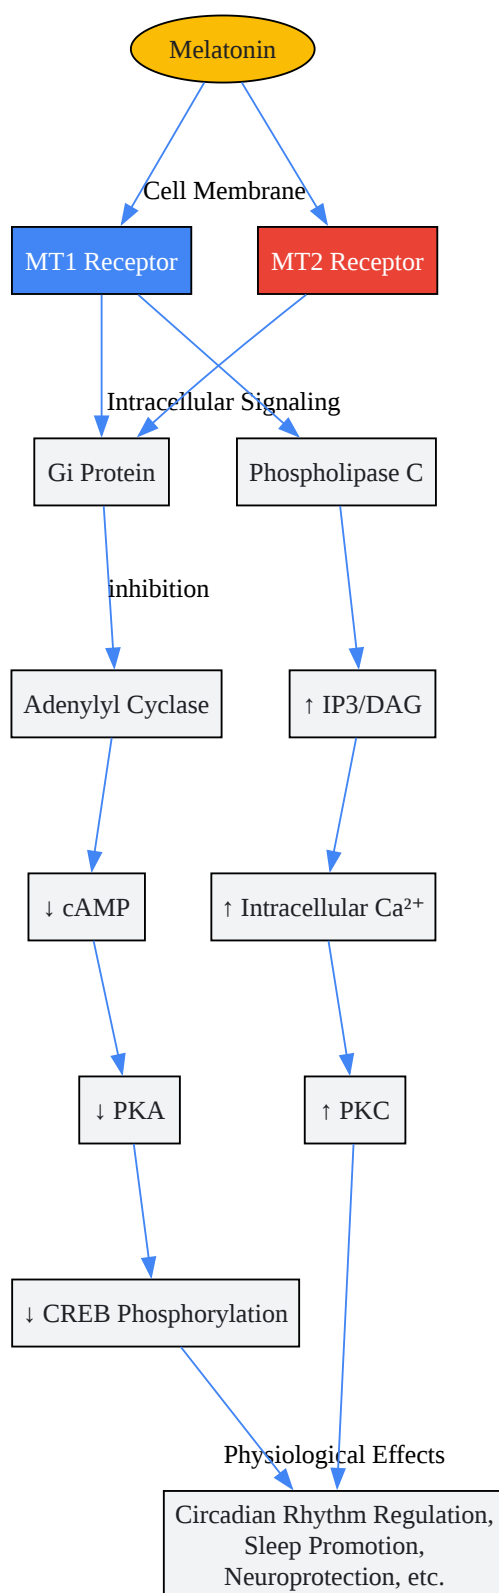 Melatonin
Cell Membrane
MT1 Receptor
MT2 Receptor
Intracellular Signaling
Gi Protein
Phospholipase C
inhibition
Adenylyl Cyclase
↑ IP3/DAG
↓ cAMP
↑ Intracellular Ca²⁺
↓ PKA
↑ PKC
↓ CREB Phosphorylation
Physiological Effects
Circadian Rhythm Regulation,
Sleep Promotion,
Neuroprotection, etc.